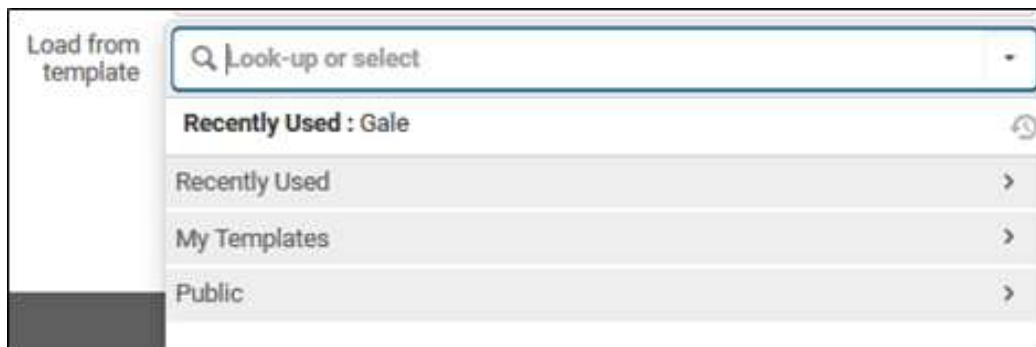 Load from
template
Look-up or select
Recently Used : Gale
Recently Used
My Templates
Public